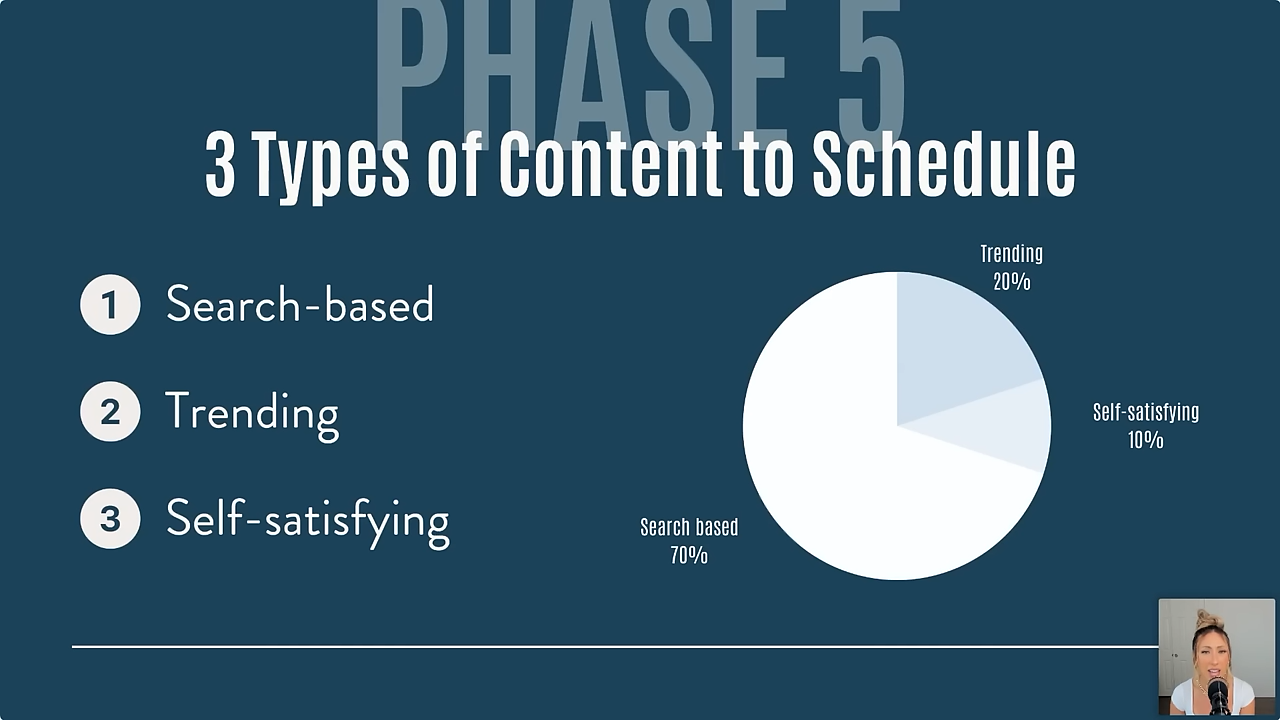 PHASE 5
3 Types of Content to Schedule
1 Search-based
2 Trending
3 Self-satisfying
Trending
20%
Self-satisfying
10%
Search based
70%